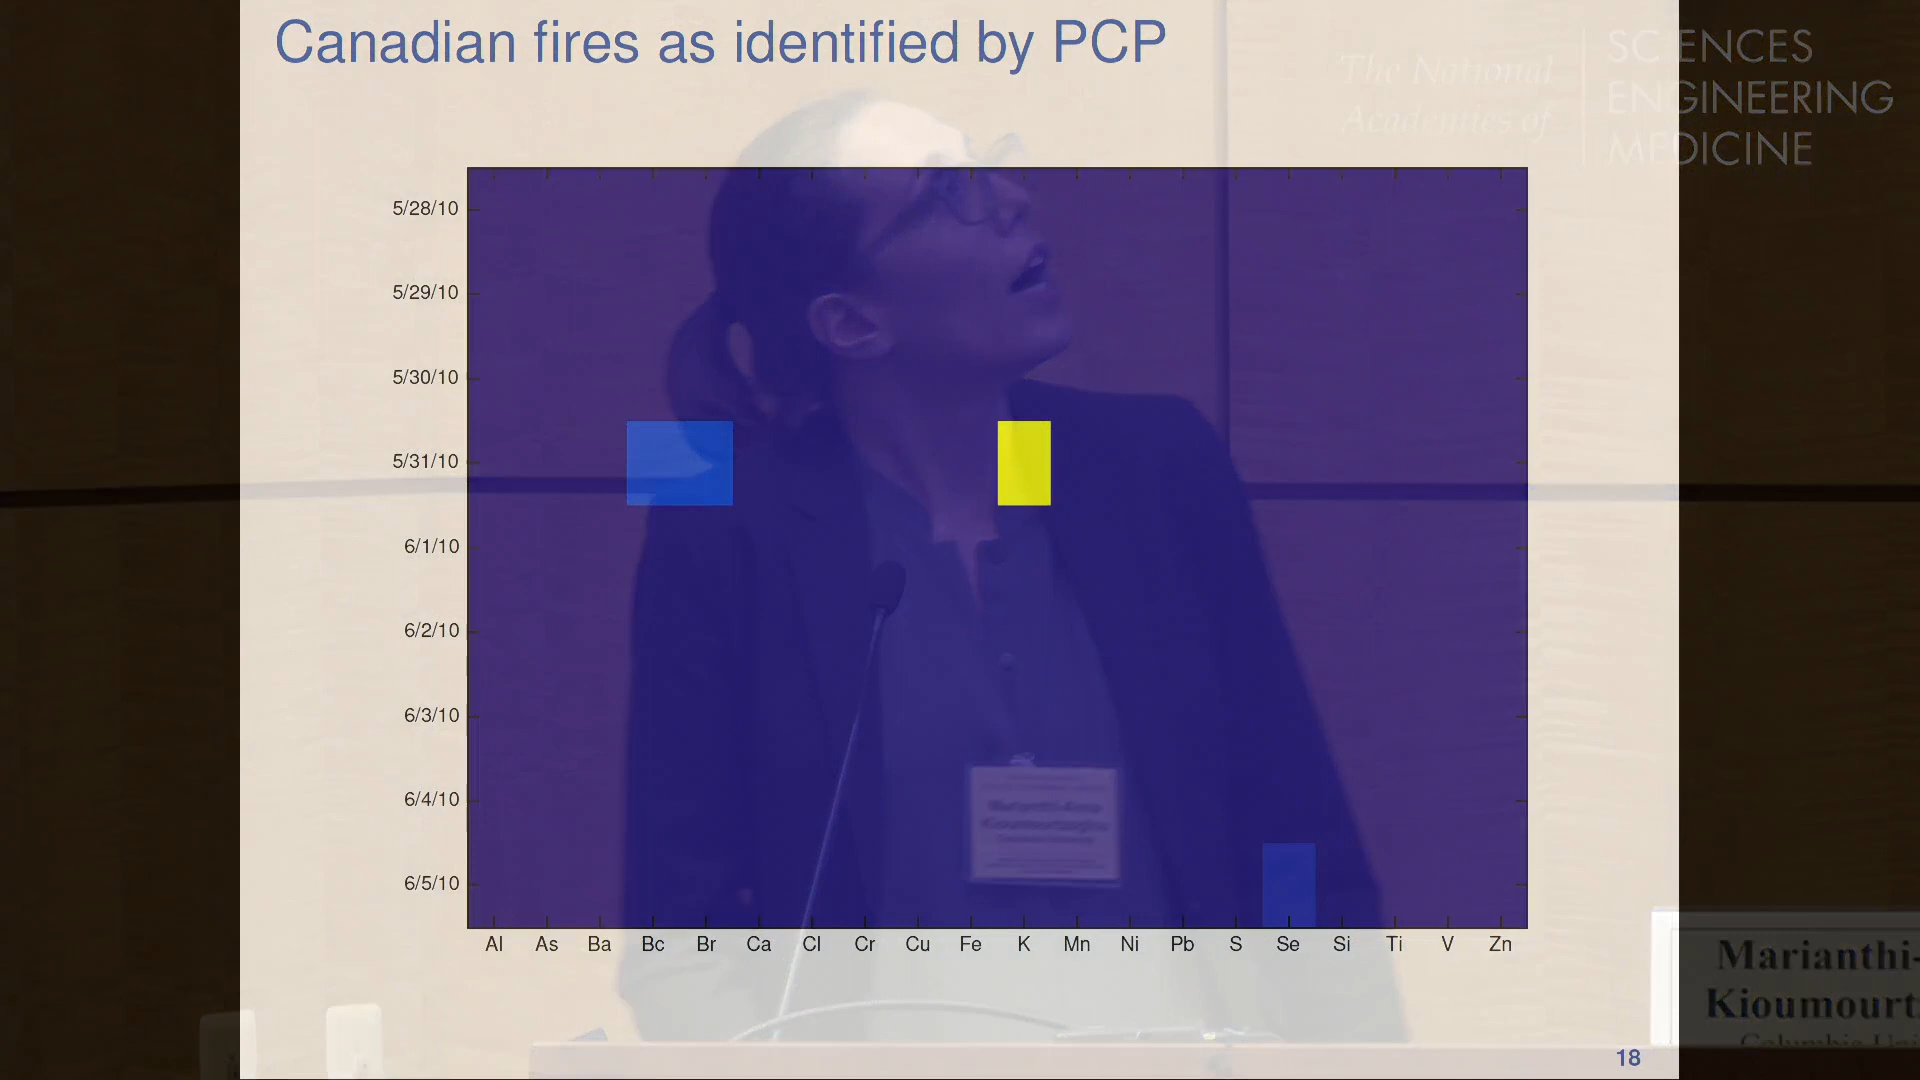 Canadian fires as identified by PCP
The National
Academies of
SCIENCES
ENGINEERING
MEDICINE
5/28/10
5/29/10
5/30/10
5/31/10
6/1/10
6/2/10
6/3/10
6/4/10
6/5/10
Al As Ba Bc Br Ca Cl Cr Cu Fe K Mn Ni Pb S Se Si Ti V Zn
Marianthi-
Kioumourt
Columbia Uni
18